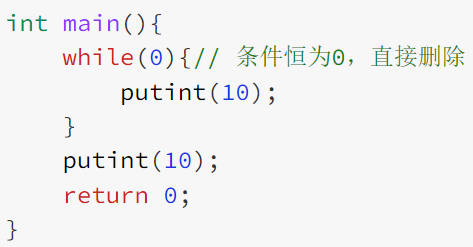 int main(){
    while(0){// 条件恒为0，直接删除
        putint(10);
    }
    putint(10);
    return 0;
}